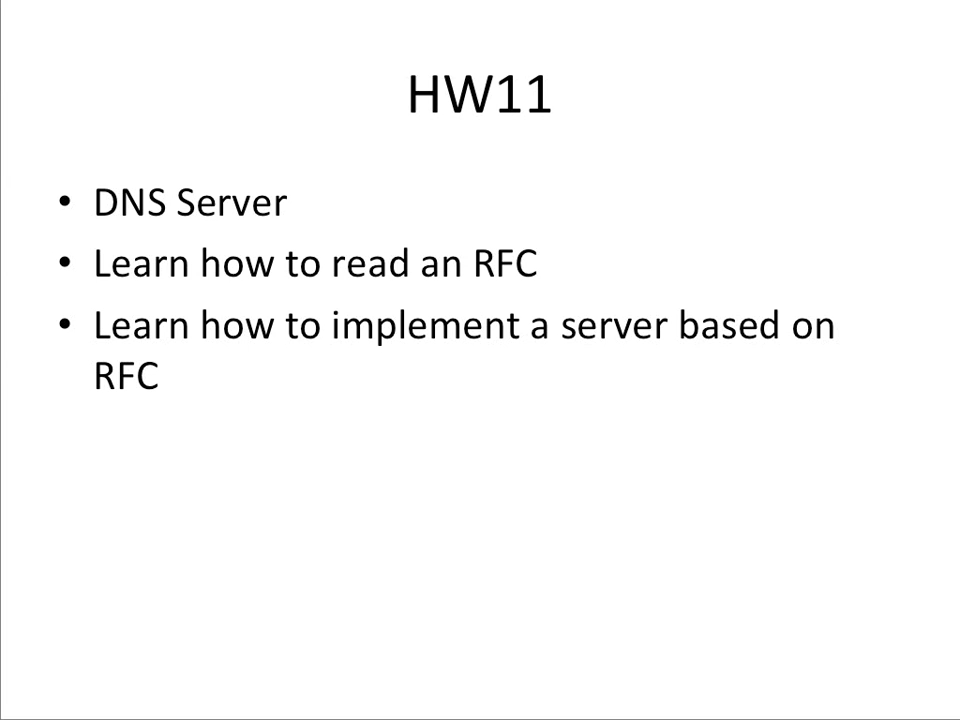 HW11
• DNS Server
• Learn how to read an RFC
• Learn how to implement a server based on
RFC